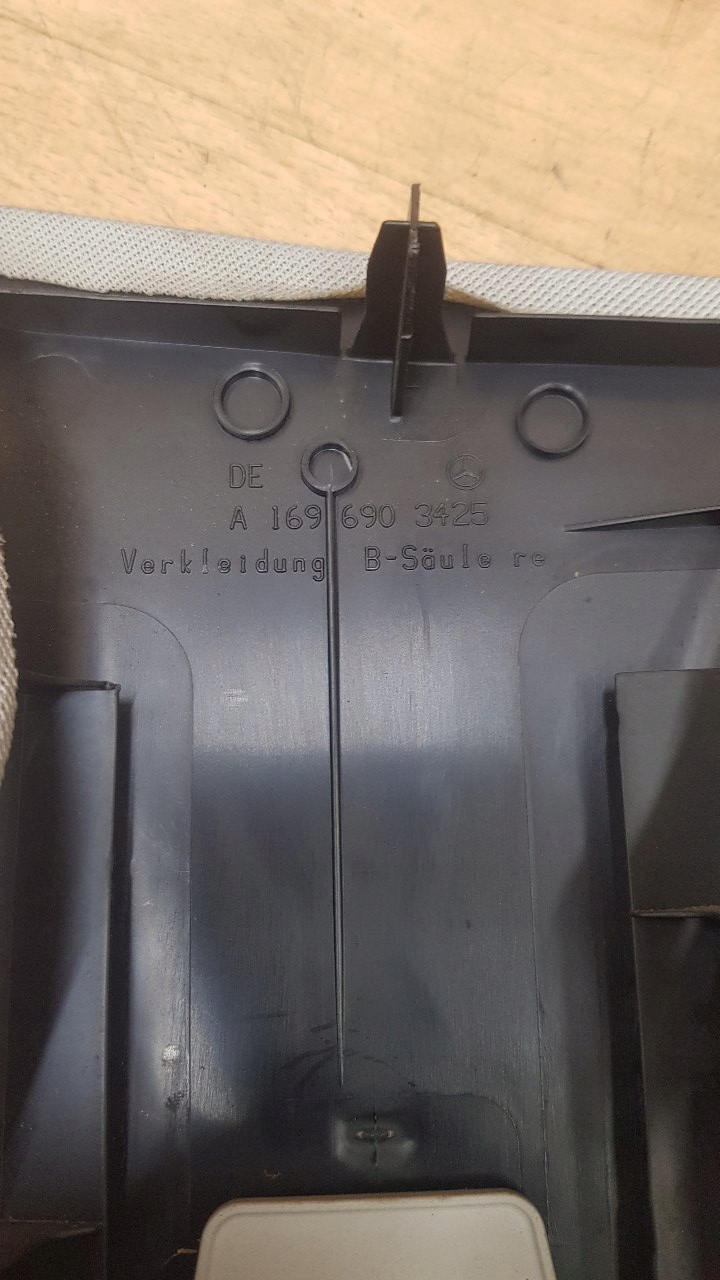 DE
A 169 690 3425
Verkleidung B-Säule re